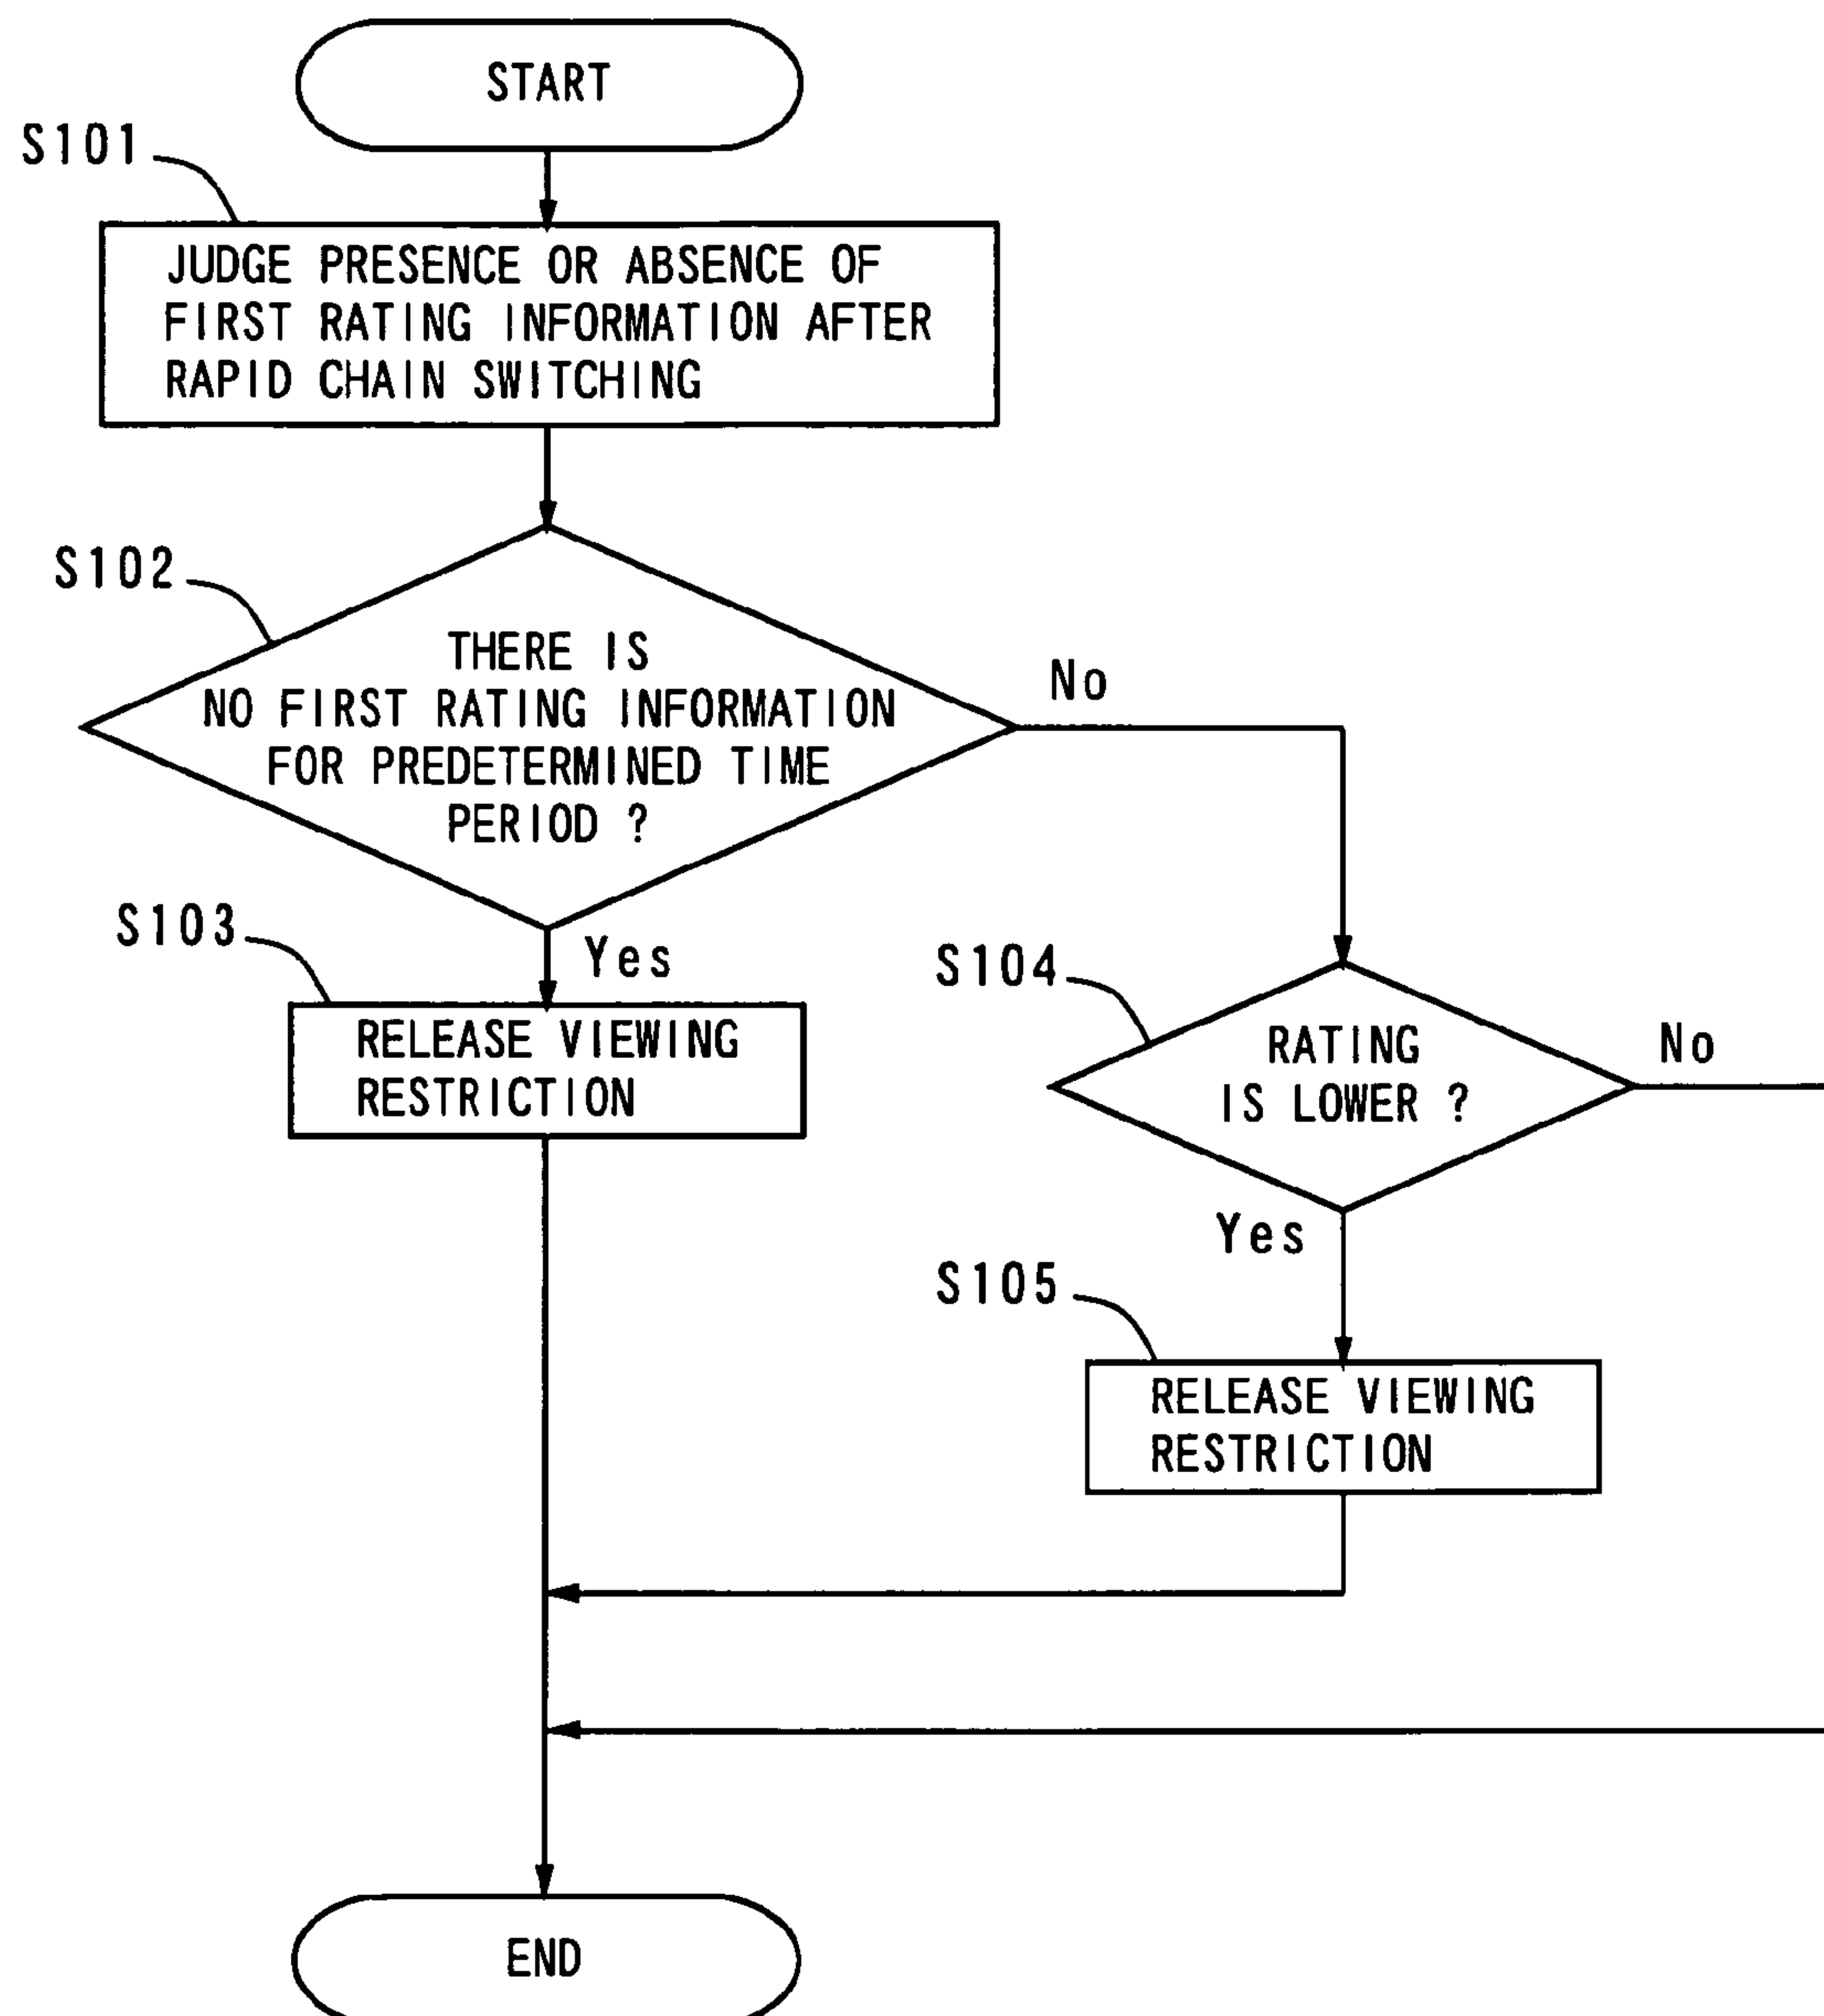 START
S101
JUDGE PRESENCE OR ABSENCE OF
FIRST RATING INFORMATION AFTER
RAPID CHAIN SWITCHING
S102
THERE IS
NO FIRST RATING INFORMATION
FOR PREDETERMINED TIME
PERIOD ?
No
S103
Yes
RELEASE VIEWING
RESTRICTION
S104
RATING
IS LOWER ?
No
Yes
S105
RELEASE VIEWING
RESTRICTION
END